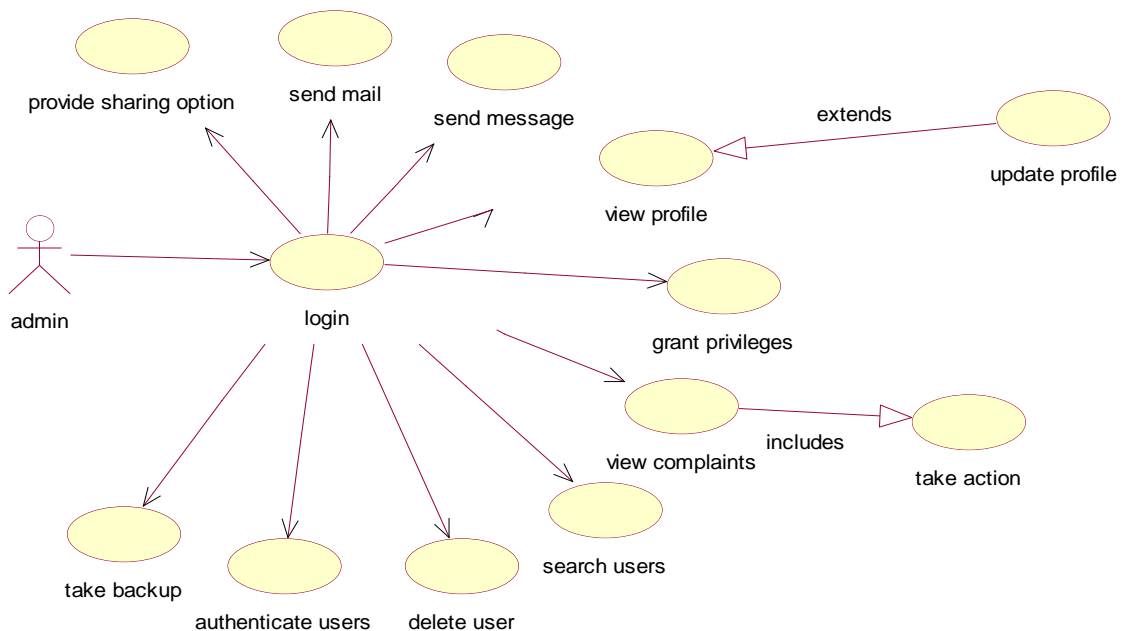 send mail
provide sharing option
send message
extends
update profile
view profile
admin
login
grant privileges
includes
view complaints
take action
search users
take backup
authenticate users
delete user